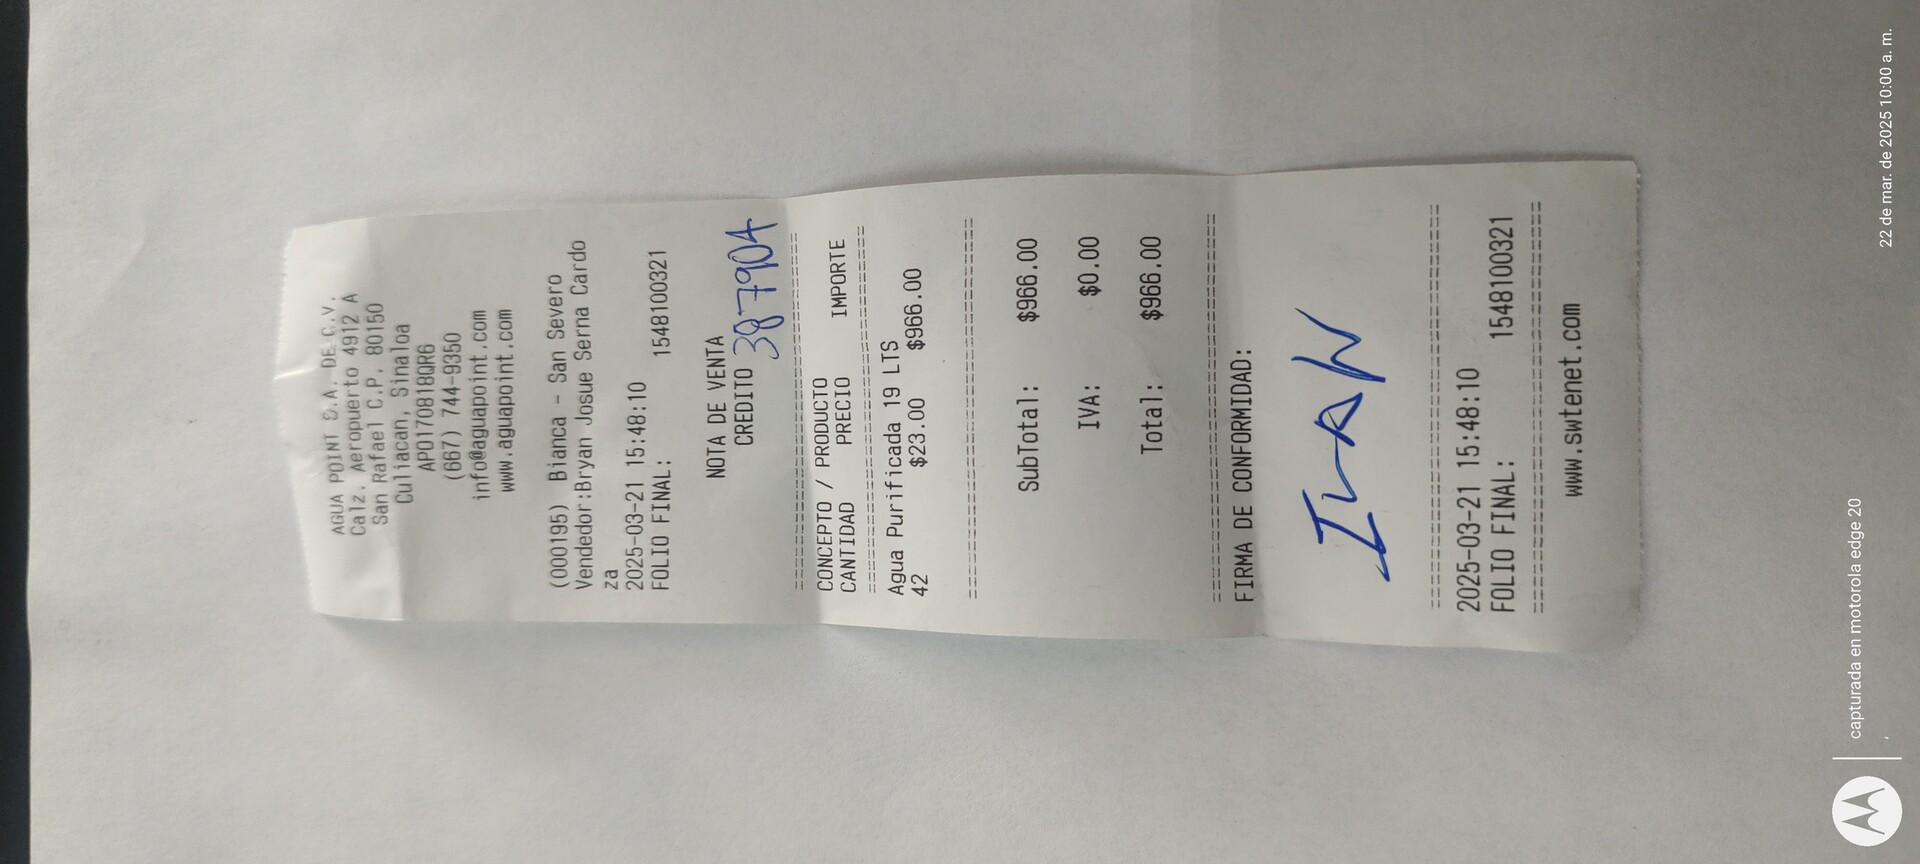 AGUA POINT S.A. DE C.V.
Calz. Aeropuerto 4912 A
San Rafael C.P. 80150
Culiacan, Sinaloa
APO170818QR6
(667) 744-9350
info@aguapoint.com
www.aguapoint.com
(000195) Bianca - San Severo
Vendedor:Bryan Josue Serna Cardo
za
2025-03-21 15:48:10
FOLIO FINAL: 1548100321
NOTA DE VENTA
CREDITO 387904
CONCEPTO / PRODUCTO
CANTIDAD PRECIO IMPORTE
Agua Purificada 19 LTS
42 $23.00 $966.00
SubTotal: $966.00
IVA: $0.00
Total: $966.00
FIRMA DE CONFORMIDAD:
2025-03-21 15:48:10
FOLIO FINAL: 1548100321
www.swtenet.com
capturada en motorola edge 20
22 de mar. de 2025 10:00 a. m.